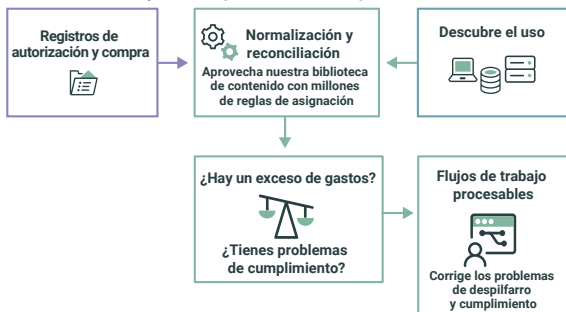 Registros de
autorización y compra
Normalización y
reconciliación
Aprovecha nuestra biblioteca
de contenido con millones
de reglas de asignación
Descubre el uso
¿Hay un exceso de gastos?
¿Tienes problemas
de cumplimiento?
Flujos de trabajo
procesables
Corrige los problemas
de despilfarro
y cumplimiento